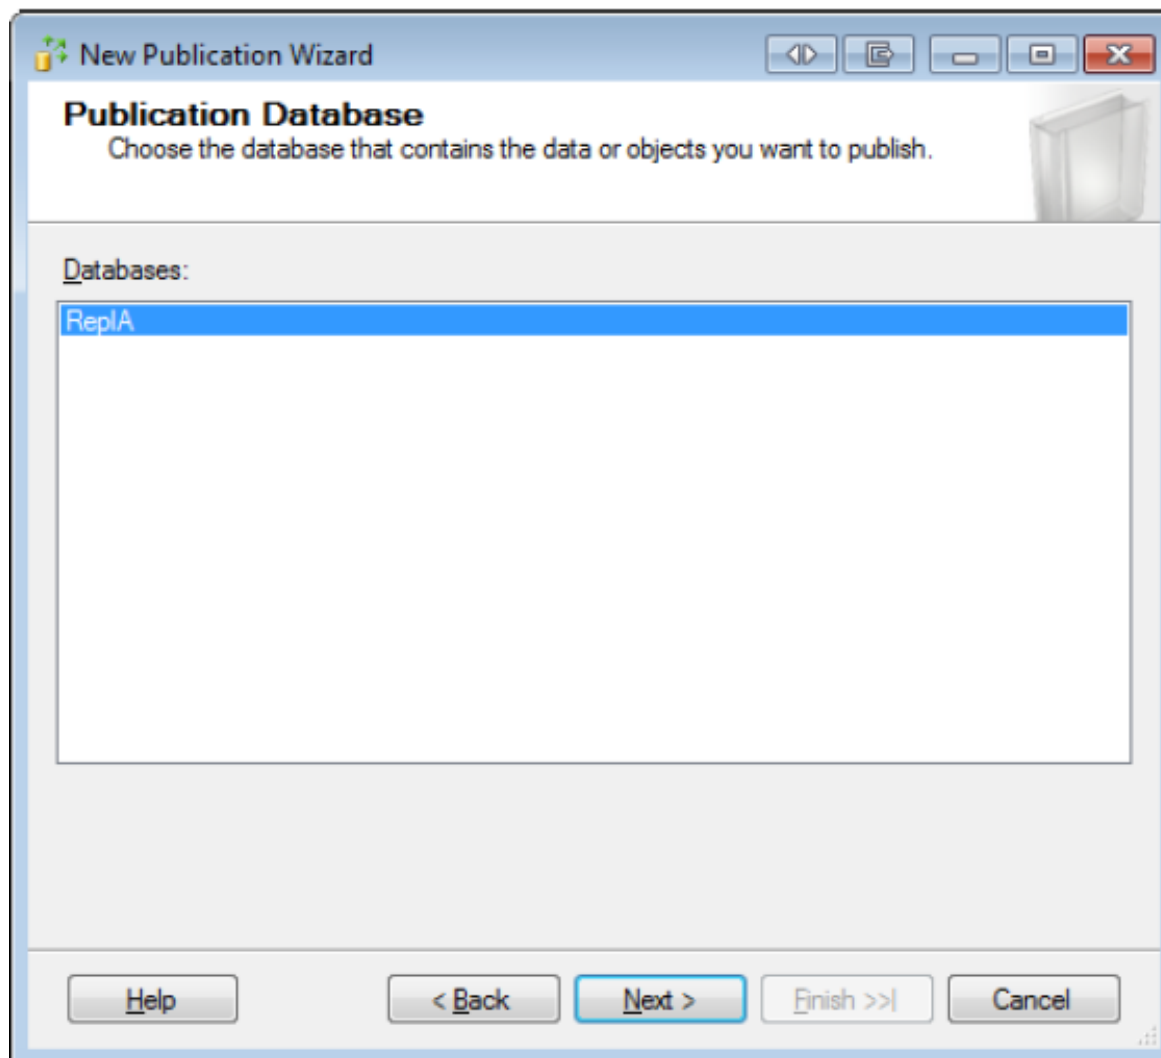 New Publication Wizard
Publication Database
Choose the database that contains the data or objects you want to publish.
Databases:
ReplA
Help
< Back
Next >
Finish >>|
Cancel